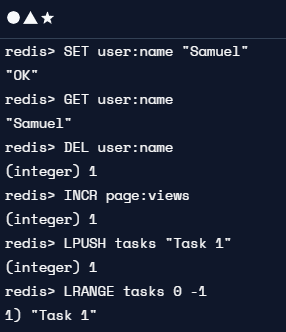 redis> SET user:name "Samuel"
"OK"
redis> GET user:name
"Samuel"
redis> DEL user:name
(integer) 1
redis> INCR page:views
(integer) 1
redis> LPUSH tasks "Task 1"
(integer) 1
redis> LRANGE tasks 0 -1
1) "Task 1"